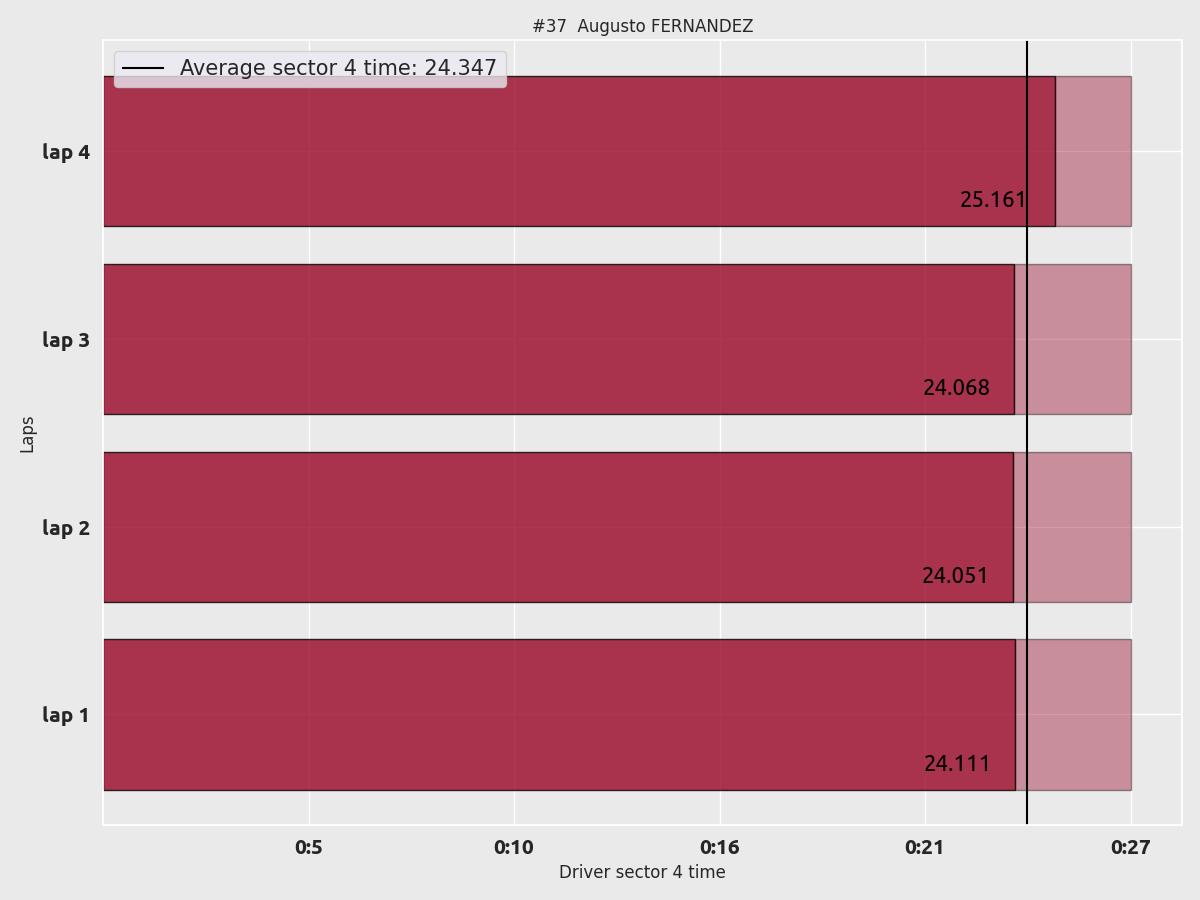 #37  Augusto FERNANDEZ
Average sector 4 time: 24.347
lap 4
25.161
lap 3
24.068
Laps
lap 2
24.051
lap 1
24.111
0:5 0:10 0:16 0:21 0:27
Driver sector 4 time